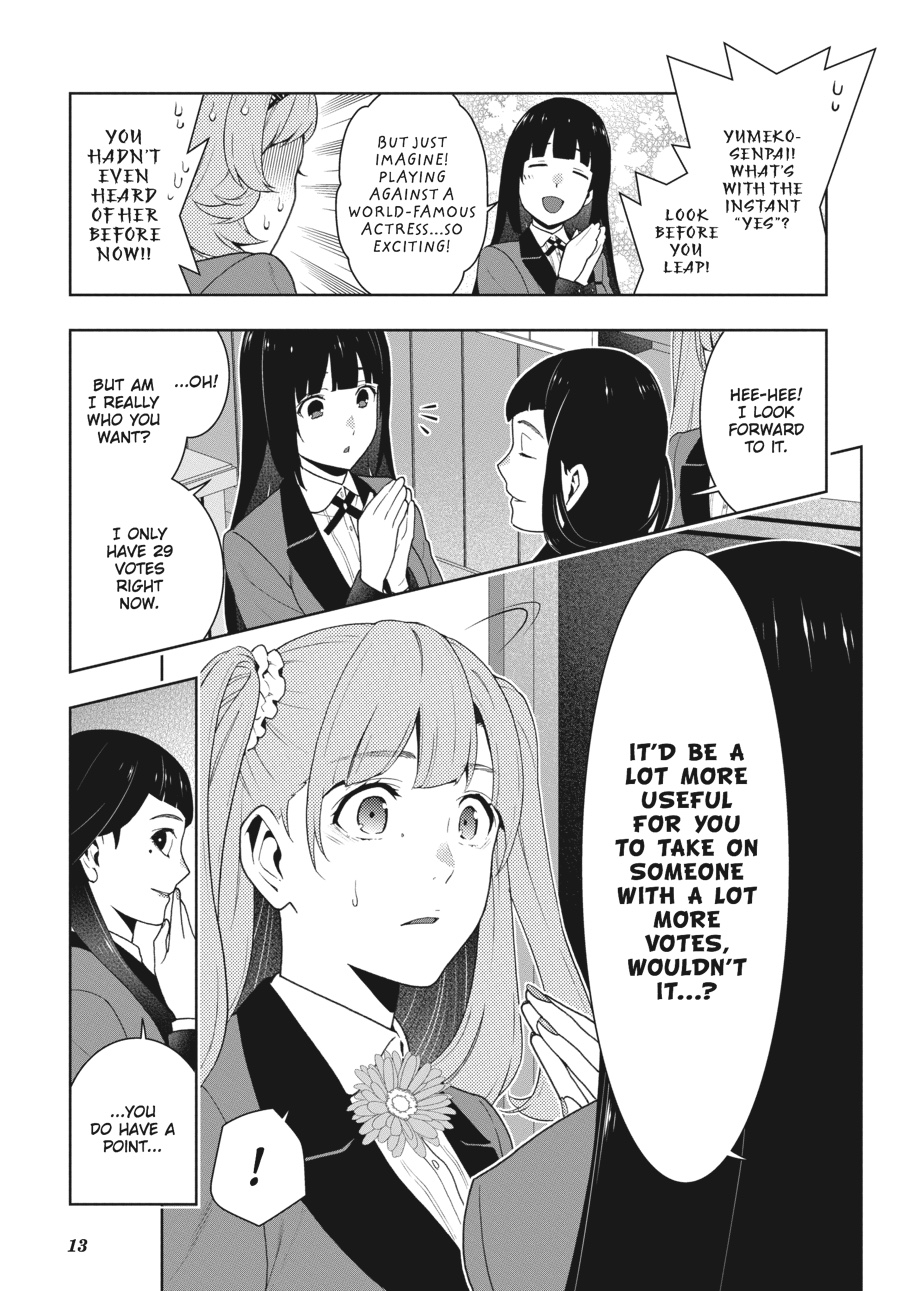 YUMEKO-
SENPAI!
WHAT'S
WITH THE
INSTANT
"YES"?
LOOK
BEFORE
YOU
LEAP!
BUT JUST
IMAGINE!
PLAYING
AGAINST A
WORLD-FAMOUS
ACTRESS...SO
EXCITING!
YOU
HADN'T
EVEN
HEARD
OF HER
BEFORE
NOW!!
HEE-HEE!
I LOOK
FORWARD
TO IT.
...OH!
BUT AM
I REALLY
WHO YOU
WANT?
I ONLY
HAVE 29
VOTES
RIGHT
NOW.
IT'D BE A
LOT MORE
USEFUL
FOR YOU
TO TAKE ON
SOMEONE
WITH A LOT
MORE
VOTES,
WOULDN'T
IT...?
!
...YOU
DO HAVE A
POINT...
13